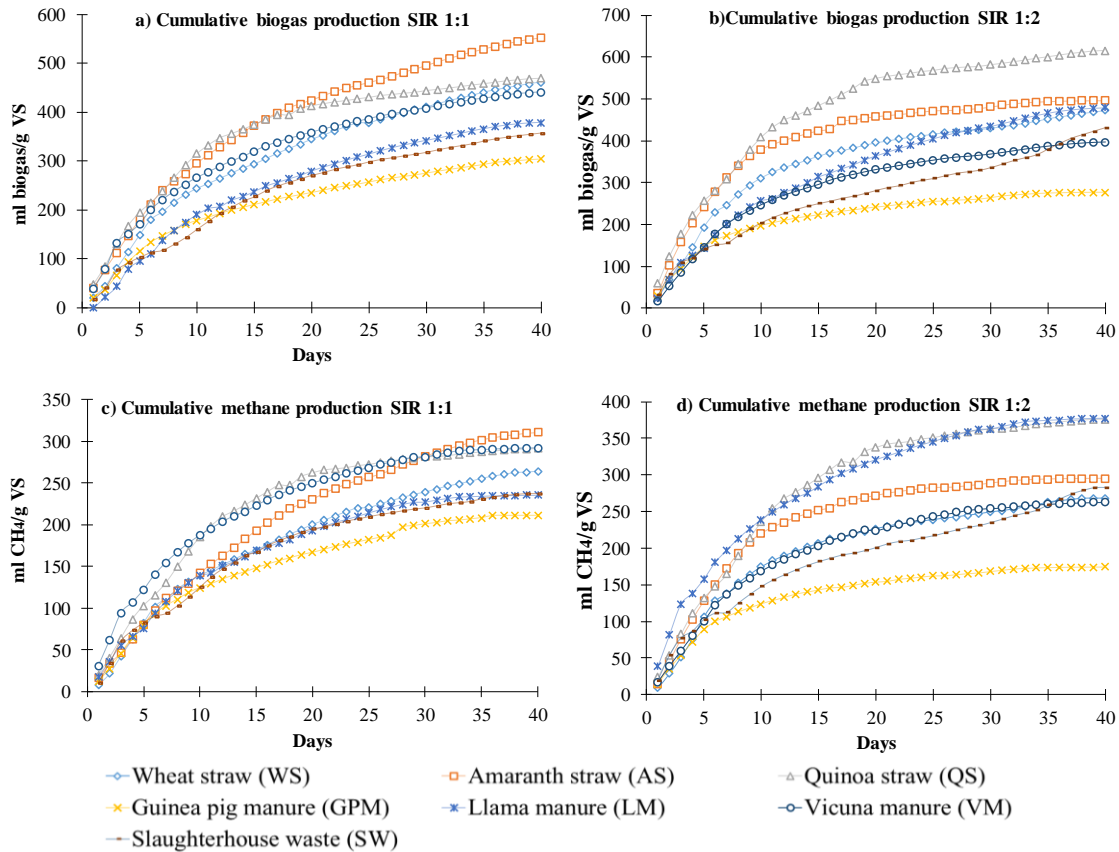 a) Cumulative biogas production SIR 1:1
ml biogas/g VS
600
500
400
300
200
100
0
0 5 10 15 20 25 30 35 40
Days
b)Cumulative biogas production SIR 1:2
ml biogas/g VS
700
600
500
400
300
200
100
0
0 5 10 15 20 25 30 35 40
Days
c) Cumulative methane production SIR 1:1
ml CH4/g VS
350
300
250
200
150
100
50
0
0 5 10 15 20 25 30 35 40
Days
d) Cumulative methane production SIR 1:2
ml CH4/g VS
400
350
300
250
200
150
100
50
0
0 5 10 15 20 25 30 35 40
Days
Wheat straw (WS) Amaranth straw (AS) Quinoa straw (QS)
Guinea pig manure (GPM) Llama manure (LM) Vicuna manure (VM)
Slaughterhouse waste (SW)